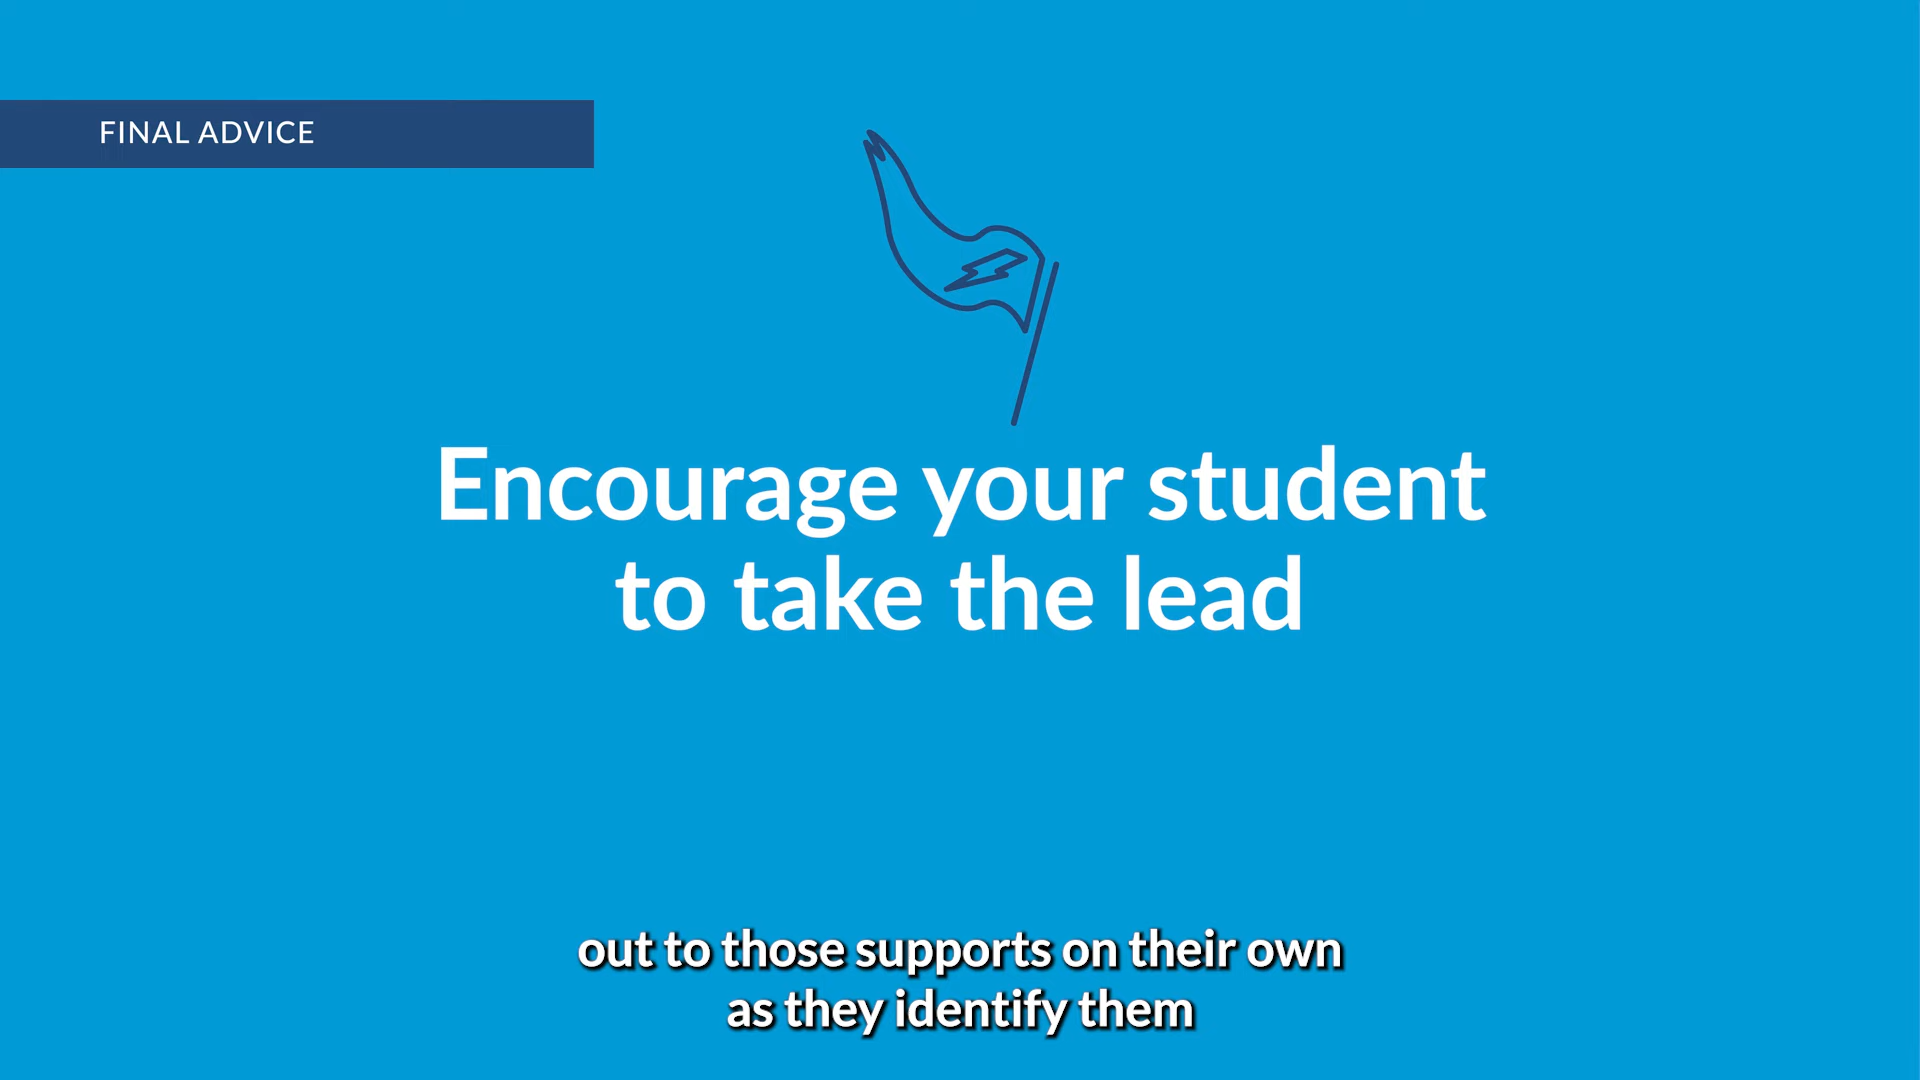 FINAL ADVICE
Encourage your student
to take the lead
out to those supports on their own
as they identify them